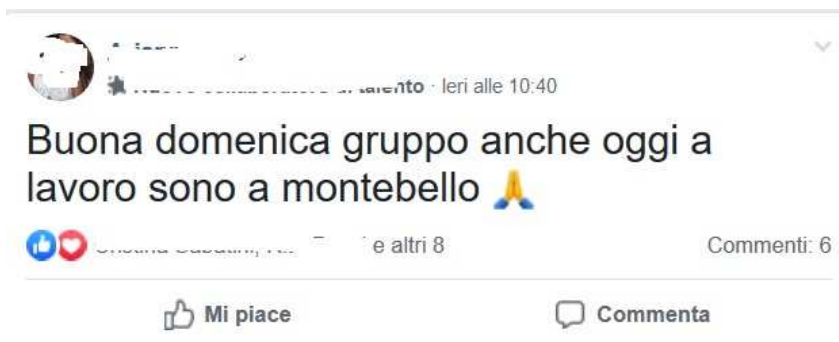 · Ieri alle 10:40
Buona domenica gruppo anche oggi a
lavoro sono a montebello 🙏
e altri 8
Commenti: 6
Mi piace
Commenta